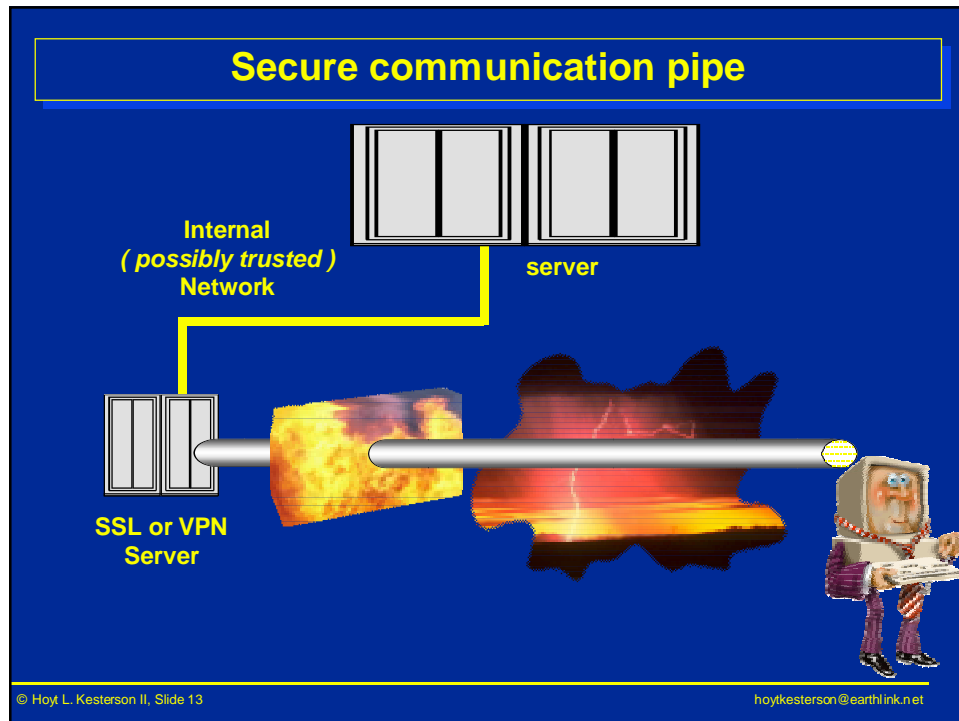 Secure communication pipe
Internal
( possibly trusted )
Network
server
SSL or VPN
Server
© Hoyt L. Kesterson II, Slide 13
hoytkesterson@earthlink.net